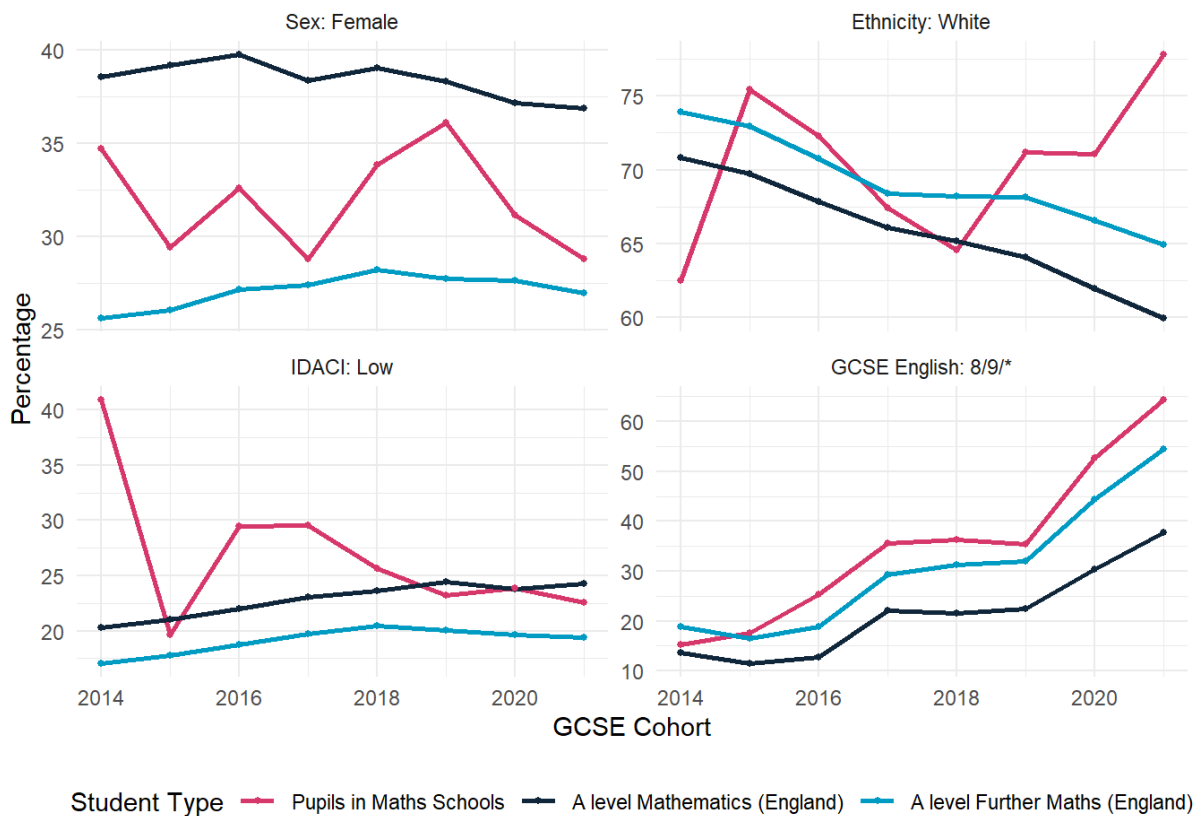 Sex: Female
Ethnicity: White
40
35
30
25
75
70
65
60
Percentage
IDACI: Low
GCSE English: 8/9/*
40
35
30
25
20
60
50
40
30
20
10
2014 2016 2018 2020
2014 2016 2018 2020
GCSE Cohort
Student Type Pupils in Maths Schools A level Mathematics (England) A level Further Maths (England)